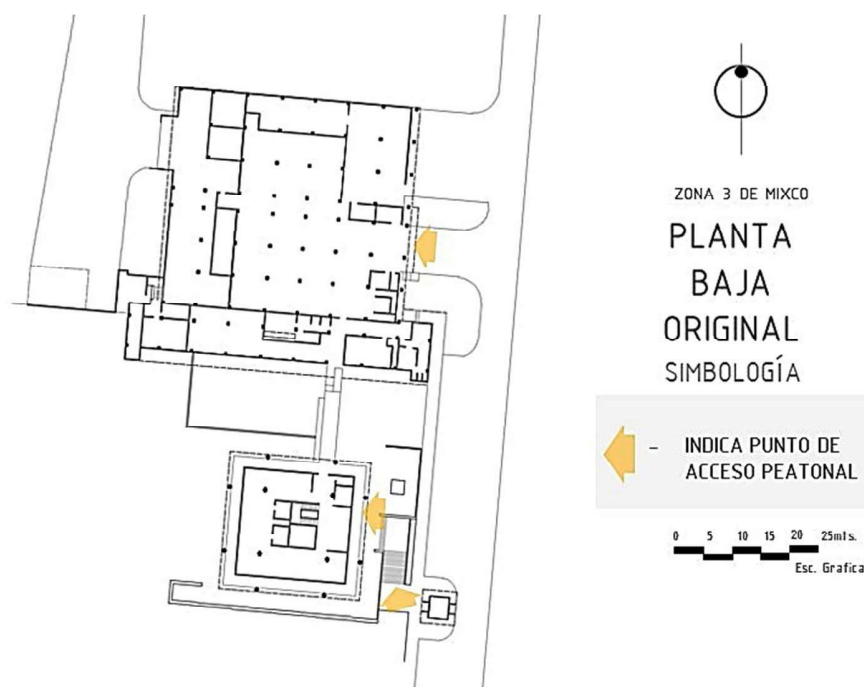 ZONA 3 DE MIXCO
PLANTA
BAJA
ORIGINAL
SIMBOLOGÍA
- INDICA PUNTO DE
ACCESO PEATONAL
0 5 10 15 20 25mts.
Esc. Grafica